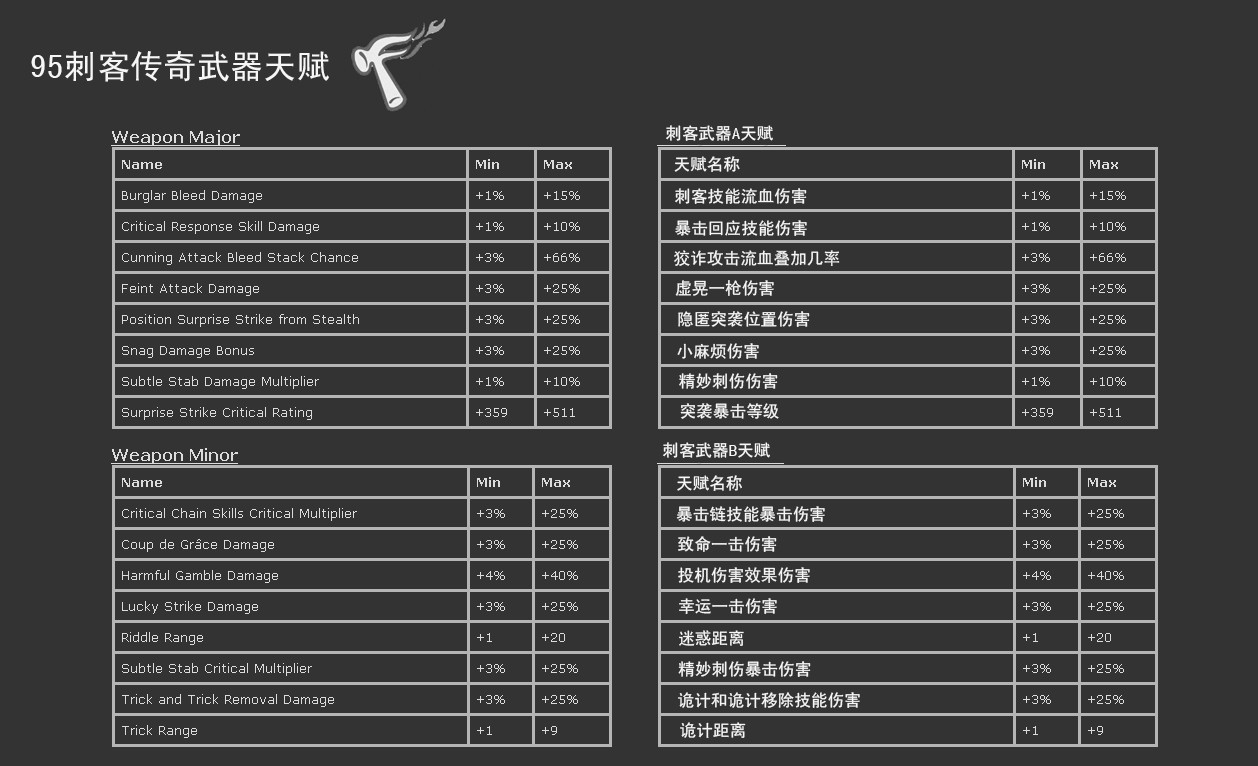 95刺客传奇武器天赋
Weapon Major
Name Min Max
Burglar Bleed Damage +1% +15%
Critical Response Skill Damage +1% +10%
Cunning Attack Bleed Stack Chance +3% +66%
Feint Attack Damage +3% +25%
Position Surprise Strike from Stealth +3% +25%
Snag Damage Bonus +3% +25%
Subtle Stab Damage Multiplier +1% +10%
Surprise Strike Critical Rating +359 +511
刺客武器A天赋
天赋名称 Min Max
刺客技能流血伤害 +1% +15%
暴击回应技能伤害 +1% +10%
狡诈攻击流血叠加几率 +3% +66%
虚晃一枪伤害 +3% +25%
隐匿突袭位置伤害 +3% +25%
小麻烦伤害 +3% +25%
精妙刺伤伤害 +1% +10%
突袭暴击等级 +359 +511
Weapon Minor
Name Min Max
Critical Chain Skills Critical Multiplier +3% +25%
Coup de Grâce Damage +3% +25%
Harmful Gamble Damage +4% +40%
Lucky Strike Damage +3% +25%
Riddle Range +1 +20
Subtle Stab Critical Multiplier +3% +25%
Trick and Trick Removal Damage +3% +25%
Trick Range +1 +9
刺客武器B天赋
天赋名称 Min Max
暴击链技能暴击伤害 +3% +25%
致命一击伤害 +3% +25%
投机伤害效果伤害 +4% +40%
幸运一击伤害 +3% +25%
迷惑距离 +1 +20
精妙刺伤暴击伤害 +3% +25%
诡计和诡计移除技能伤害 +3% +25%
诡计距离 +1 +9